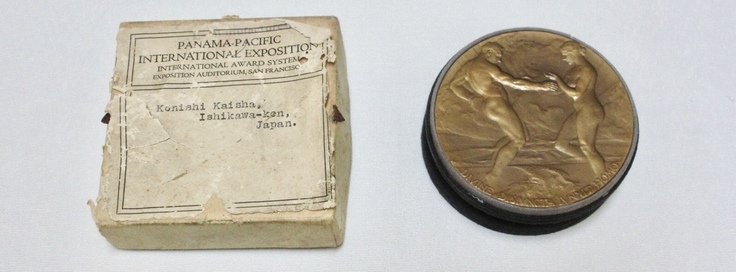 PANAMA-PACIFIC
INTERNATIONAL EXPOSITION
INTERNATIONAL AWARD SYSTEM
EXPOSITION AUDITORIUM, SAN FRANCISC
Konishi Kaisha,
Ishikawa-ken,
Japan.